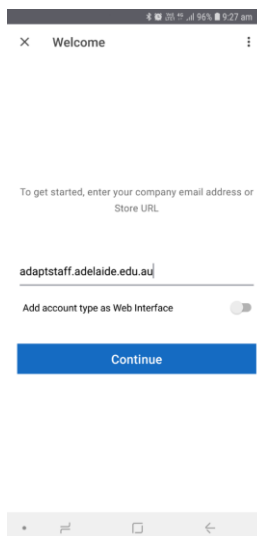 96% 9:27 am
Welcome
To get started, enter your company email address or
Store URL
adaptstaff.adelaide.edu.au
Add account type as Web Interface
Continue